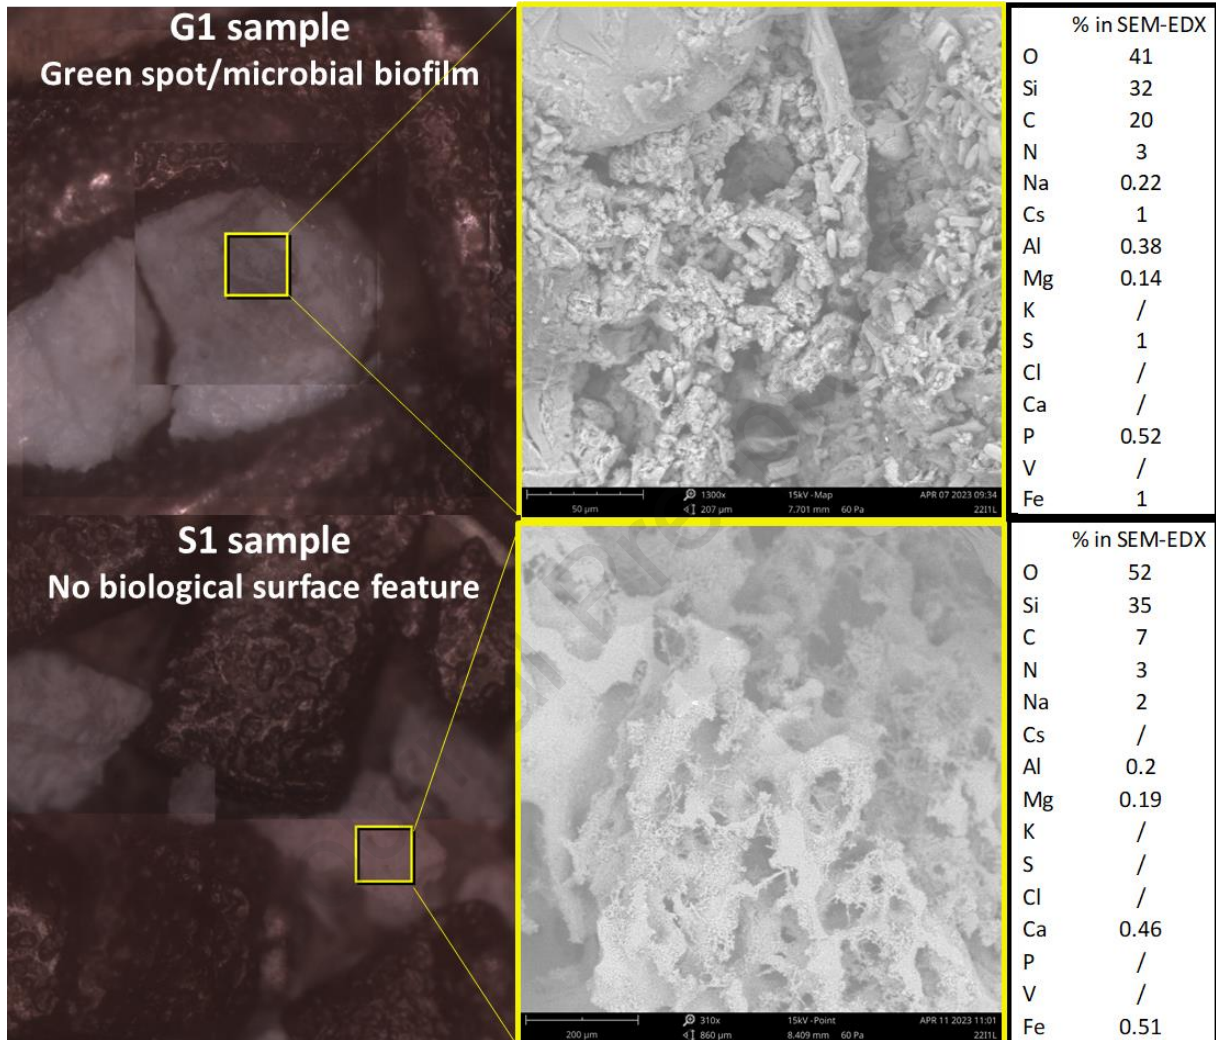 G1 sample
Green spot/microbial biofilm
50 µm
1300x
207 µm
15kV - Map
7.701 mm 60 Pa
APR 07 2023 09:34
22I1L
% in SEM-EDX
O 41
Si 32
C 20
N 3
Na 0.22
Cs 1
Al 0.38
Mg 0.14
K /
S 1
Cl /
Ca /
P 0.52
V /
Fe 1
S1 sample
No biological surface feature
200 µm
310x
860 µm
15kV - Point
8.409 mm 60 Pa
APR 11 2023 11:01
22I1L
% in SEM-EDX
O 52
Si 35
C 7
N 3
Na 2
Cs /
Al 0.2
Mg 0.19
K /
S /
Cl /
Ca 0.46
P /
V /
Fe 0.51